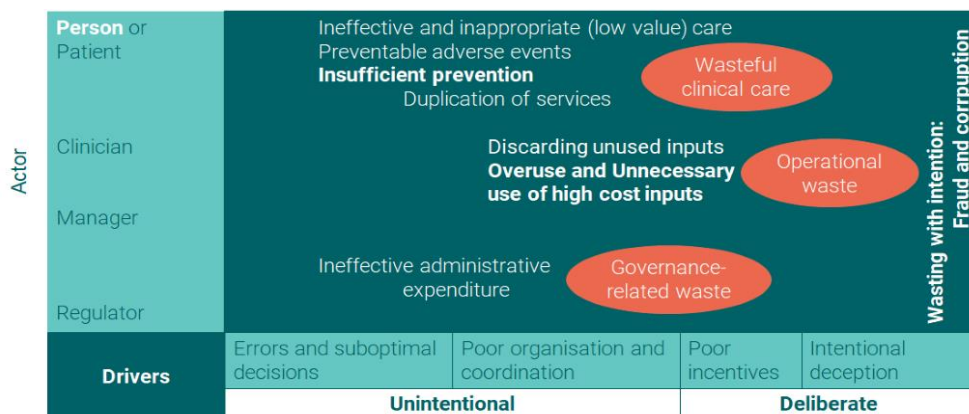 Actor
Person or
Patient
Clinician
Manager
Regulator
Ineffective and inappropriate (low value) care
Preventable adverse events
Insufficient prevention
Duplication of services
Wasteful
clinical care
Discarding unused inputs
Overuse and Unnecessary
use of high cost inputs
Operational
waste
Ineffective administrative
expenditure
Governance-
related waste
Wasting with intention:
Fraud and corrpuption
Drivers
Errors and suboptimal
decisions
Poor organisation and
coordination
Poor
incentives
Intentional
deception
Unintentional
Deliberate